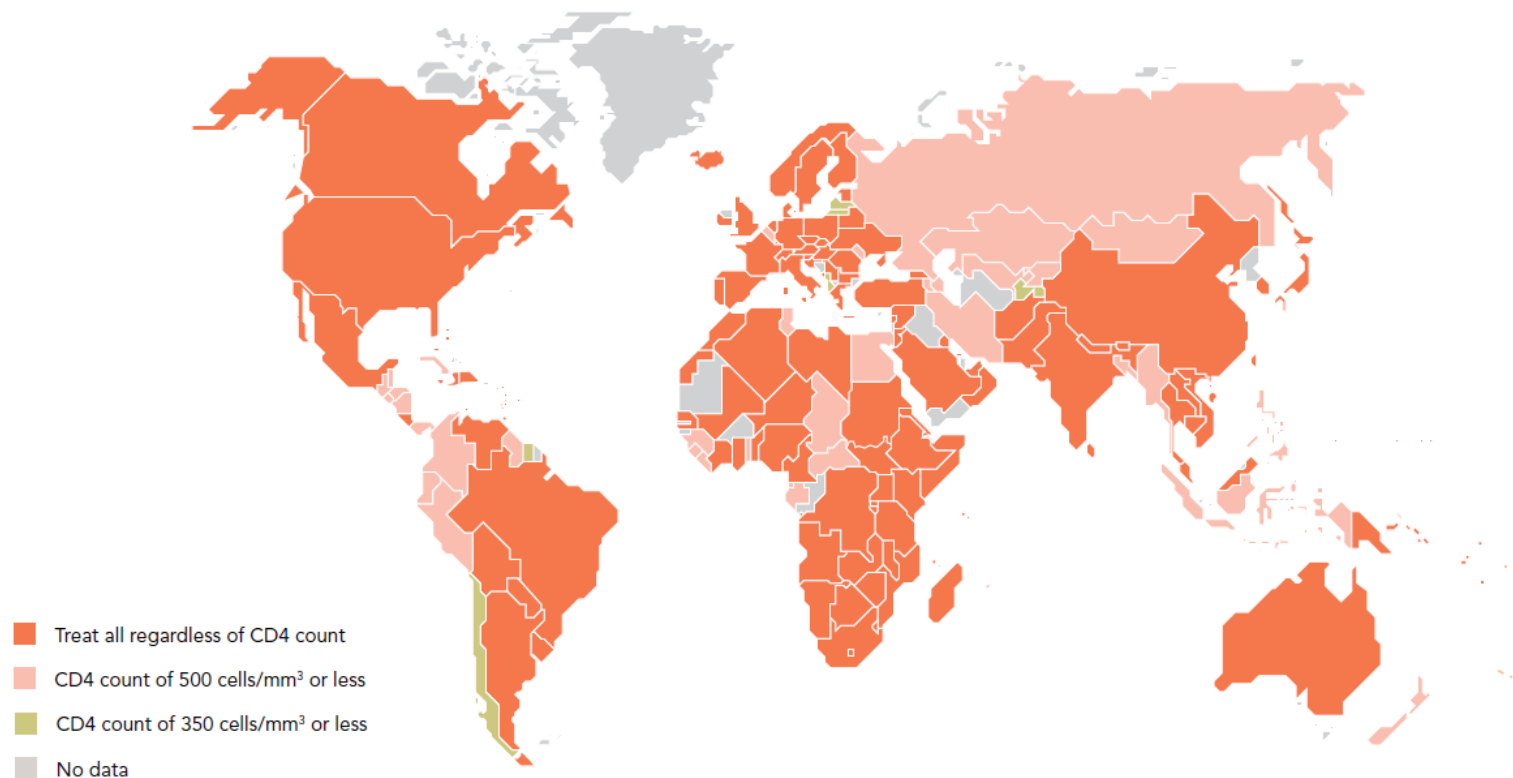 Treat all regardless of CD4 count
CD4 count of 500 cells/mm³ or less
CD4 count of 350 cells/mm³ or less
No data